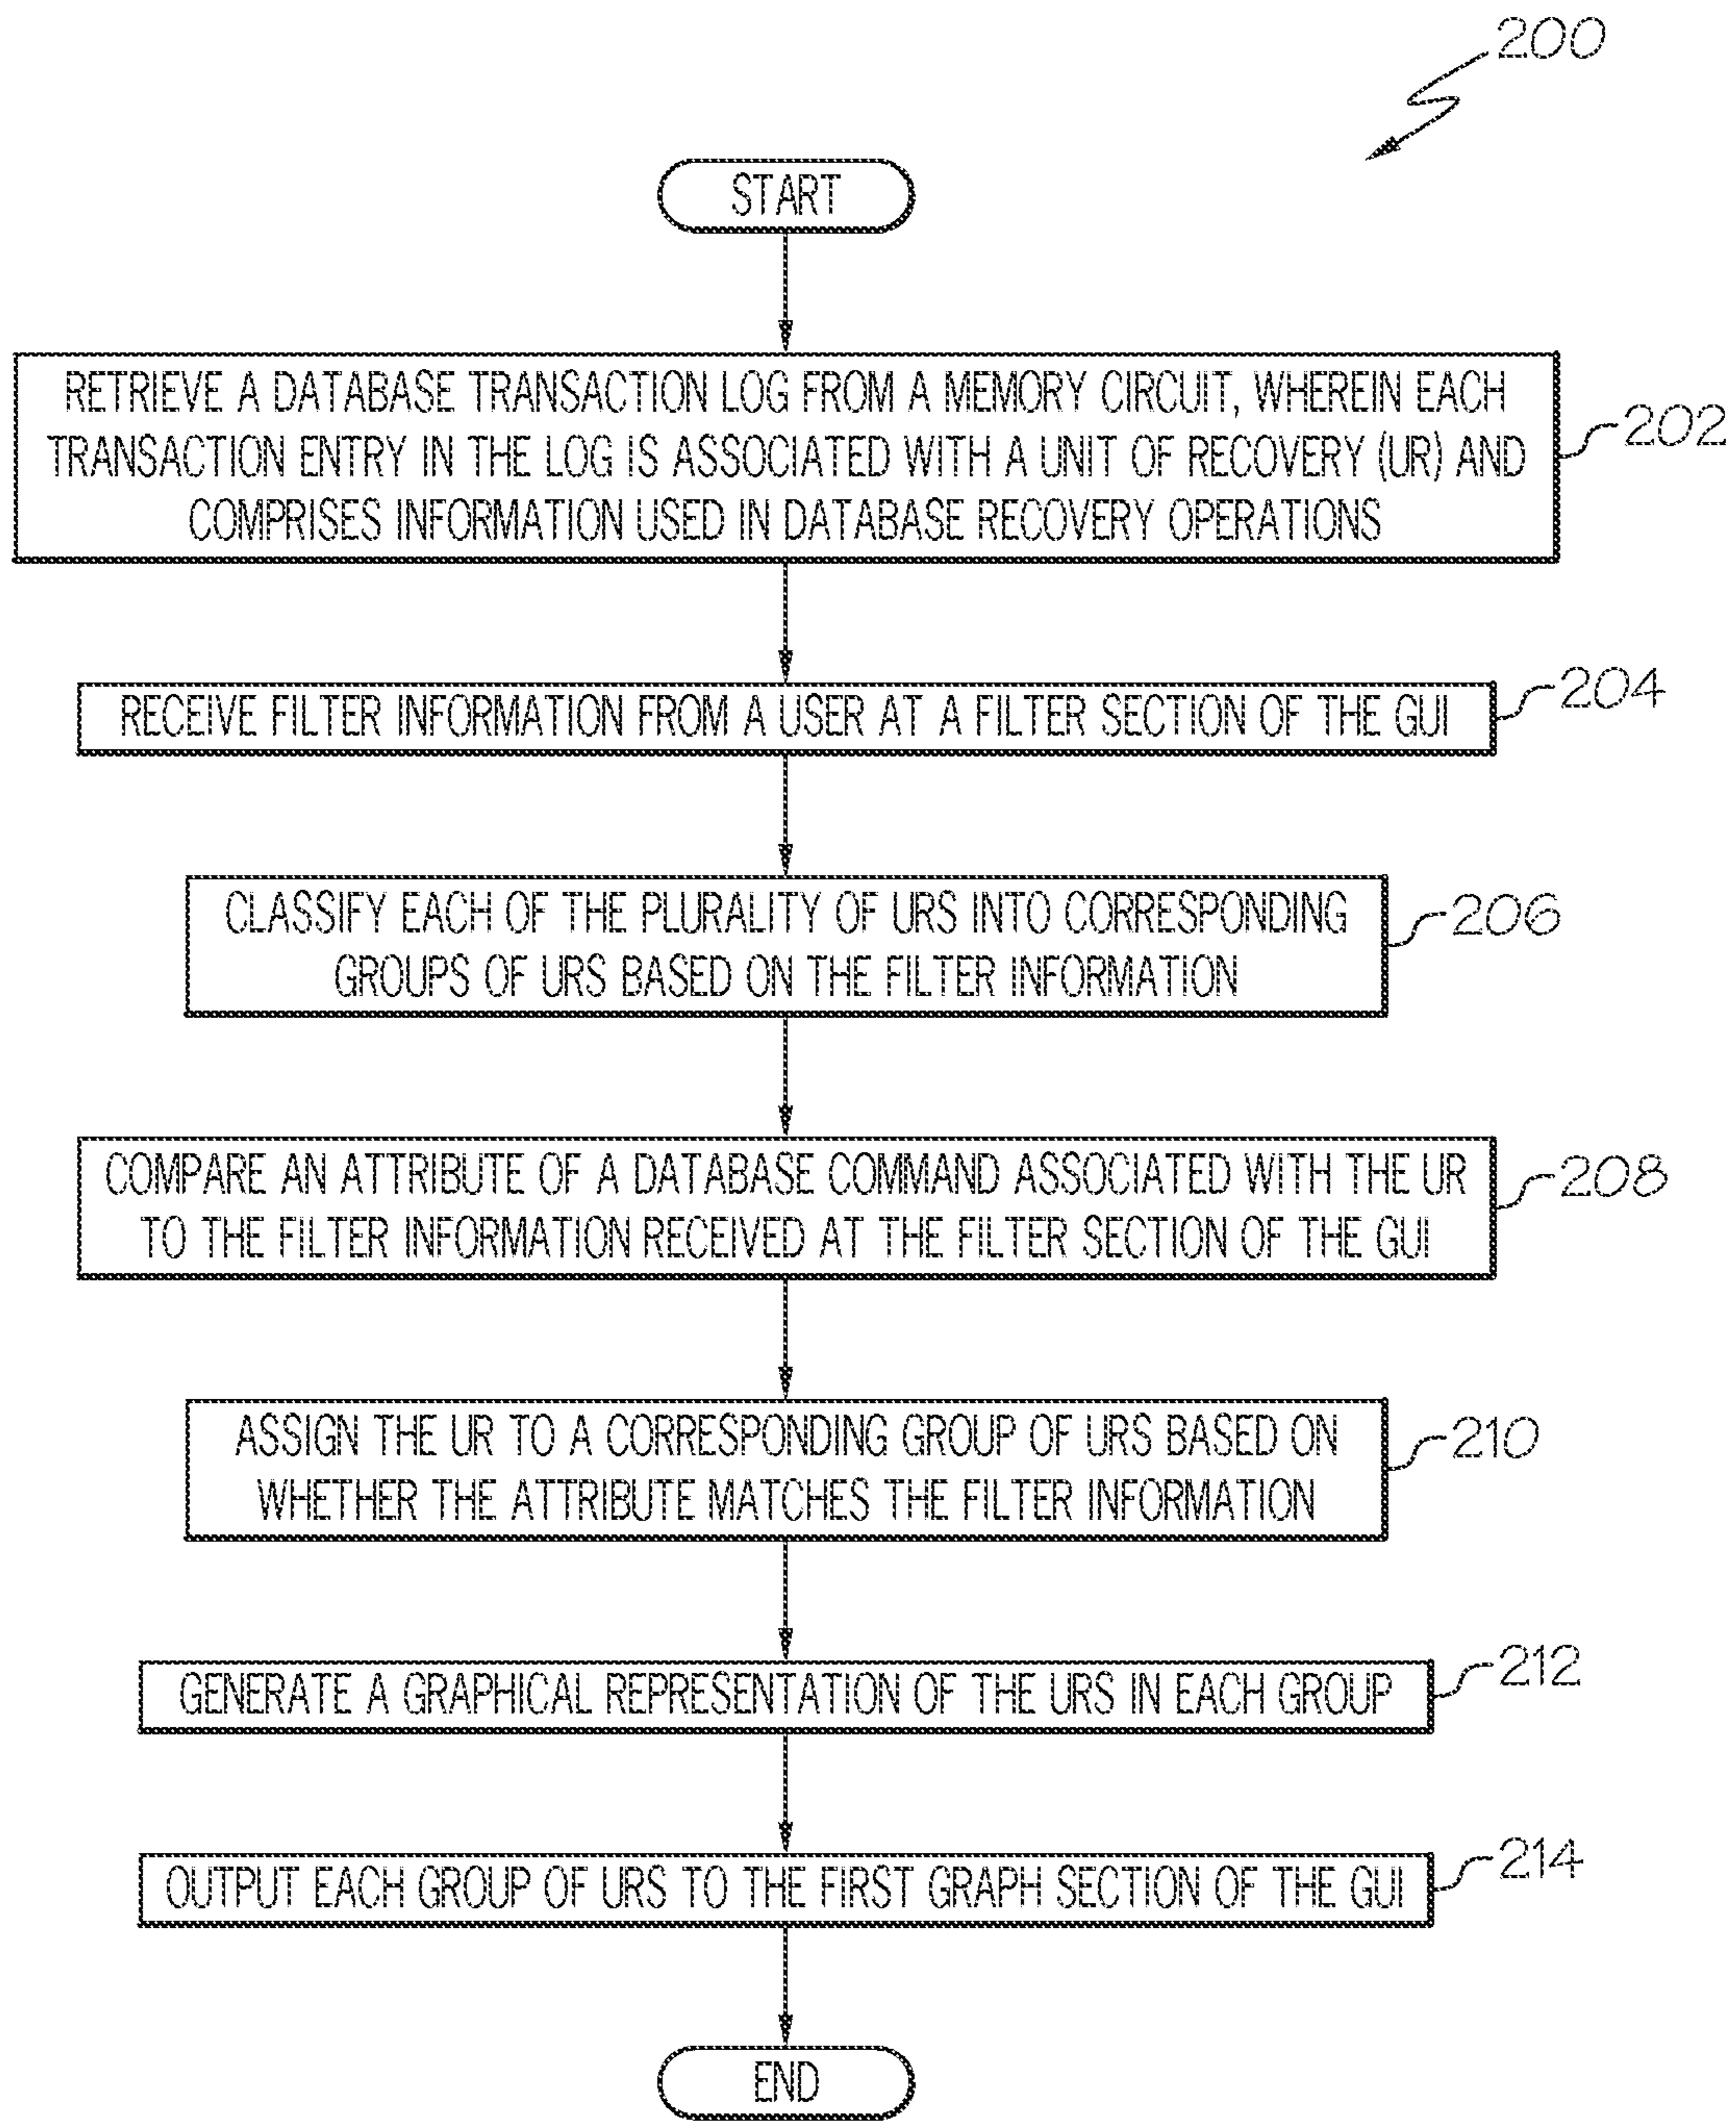 200
START
RETRIEVE A DATABASE TRANSACTION LOG FROM A MEMORY CIRCUIT, WHEREIN EACH
TRANSACTION ENTRY IN THE LOG IS ASSOCIATED WITH A UNIT OF RECOVERY (UR) AND
COMPRISES INFORMATION USED IN DATABASE RECOVERY OPERATIONS
202
RECEIVE FILTER INFORMATION FROM A USER AT A FILTER SECTION OF THE GUI
204
CLASSIFY EACH OF THE PLURALITY OF URS INTO CORRESPONDING
GROUPS OF URS BASED ON THE FILTER INFORMATION
206
COMPARE AN ATTRIBUTE OF A DATABASE COMMAND ASSOCIATED WITH THE UR
TO THE FILTER INFORMATION RECEIVED AT THE FILTER SECTION OF THE GUI
208
ASSIGN THE UR TO A CORRESPONDING GROUP OF URS BASED ON
WHETHER THE ATTRIBUTE MATCHES THE FILTER INFORMATION
210
GENERATE A GRAPHICAL REPRESENTATION OF THE URS IN EACH GROUP
212
OUTPUT EACH GROUP OF URS TO THE FIRST GRAPH SECTION OF THE GUI
214
END